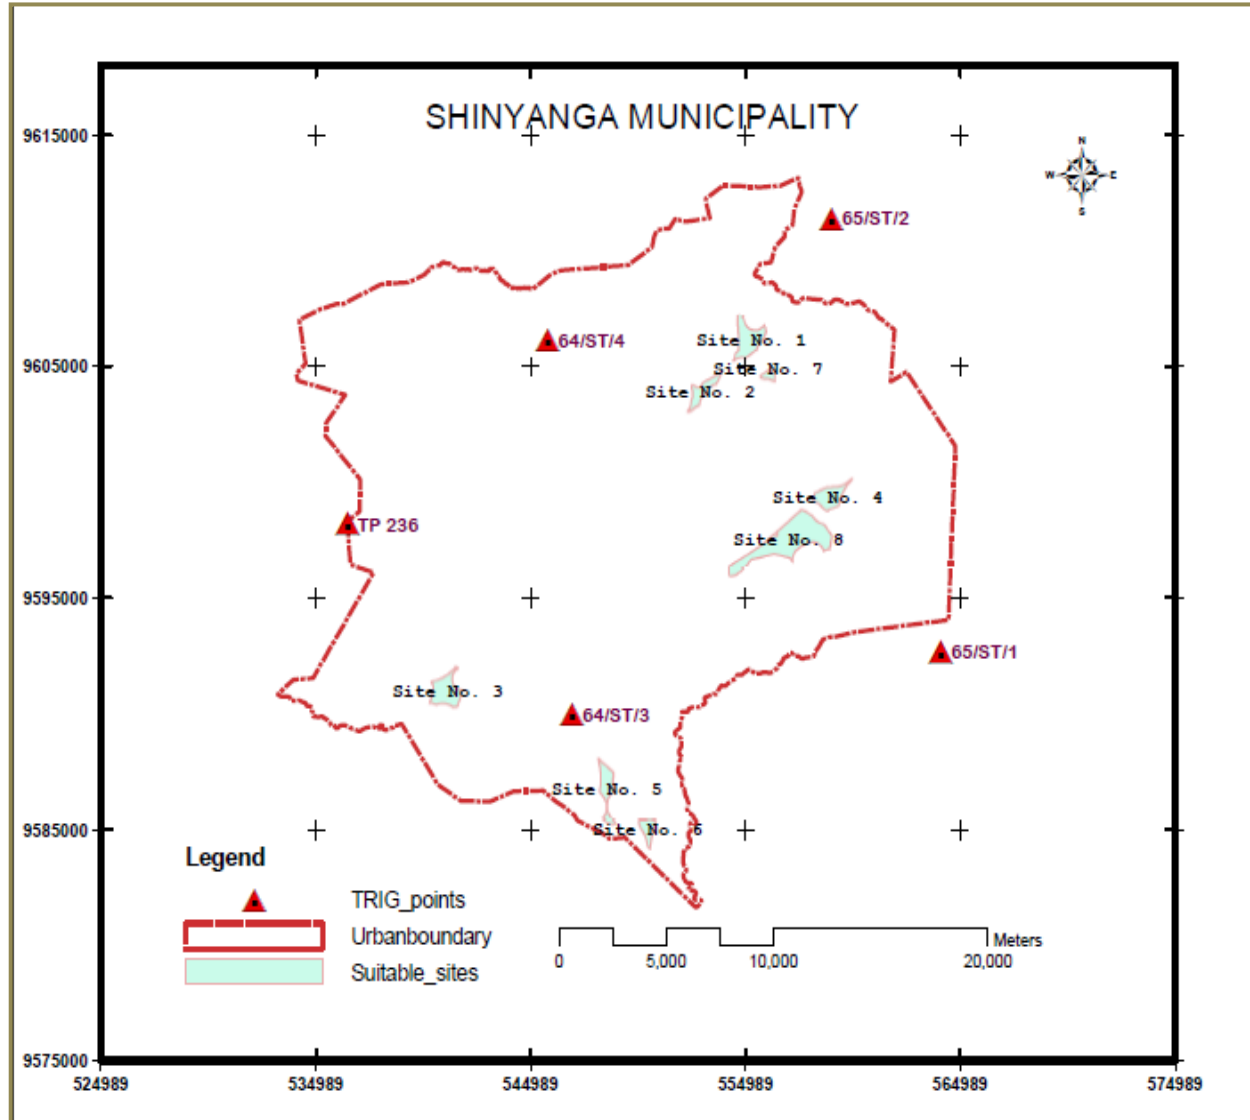 SHINYANGA MUNICIPALITY
9615000
N
W E
S
65/ST/2
64/ST/4
Site No. 1
9605000
Site No. 7
Site No. 2
Site No. 4
TP 236
Site No. 8
9595000
65/ST/1
Site No. 3
64/ST/3
Site No. 5
9585000
Site No. 6
Legend
TRIG_points
Urbanboundary
Suitable_sites
Meters
0 5,000 10,000 20,000
9575000
524989 534989 544989 554989 564989 574989